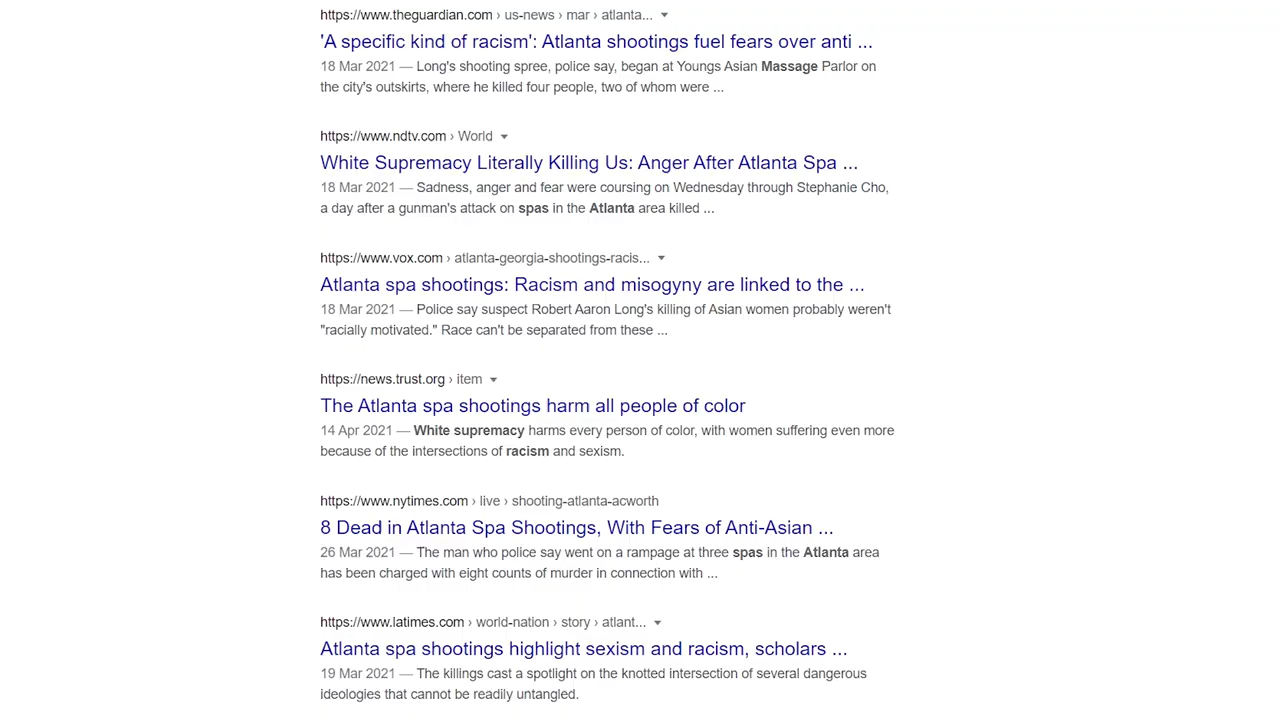 https://www.theguardian.com › us-news › mar › atlanta...
'A specific kind of racism': Atlanta shootings fuel fears over anti ...
18 Mar 2021 — Long's shooting spree, police say, began at Youngs Asian Massage Parlor on
the city's outskirts, where he killed four people, two of whom were ...
https://www.ndtv.com › World
White Supremacy Literally Killing Us: Anger After Atlanta Spa ...
18 Mar 2021 — Sadness, anger and fear were coursing on Wednesday through Stephanie Cho,
a day after a gunman's attack on spas in the Atlanta area killed ...
https://www.vox.com › atlanta-georgia-shootings-racis...
Atlanta spa shootings: Racism and misogyny are linked to the ...
18 Mar 2021 — Police say suspect Robert Aaron Long's killing of Asian women probably weren't
"racially motivated." Race can't be separated from these ...
https://news.trust.org › item
The Atlanta spa shootings harm all people of color
14 Apr 2021 — White supremacy harms every person of color, with women suffering even more
because of the intersections of racism and sexism.
https://www.nytimes.com › live › shooting-atlanta-acworth
8 Dead in Atlanta Spa Shootings, With Fears of Anti-Asian ...
26 Mar 2021 — The man who police say went on a rampage at three spas in the Atlanta area
has been charged with eight counts of murder in connection with ...
https://www.latimes.com › world-nation › story › atlant...
Atlanta spa shootings highlight sexism and racism, scholars ...
19 Mar 2021 — The killings cast a spotlight on the knotted intersection of several dangerous
ideologies that cannot be readily untangled.